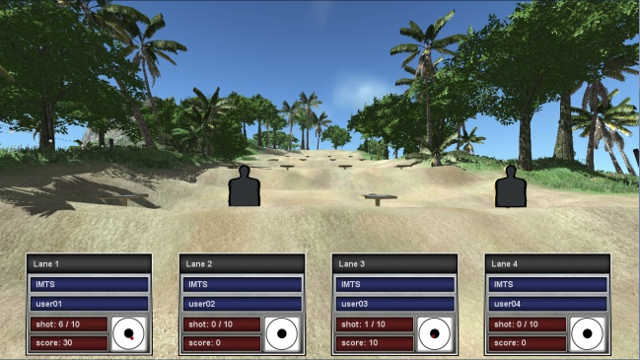 Lane 1
IMTS
user01
shot: 6 / 10
score: 30
Lane 2
IMTS
user02
shot: 0 / 10
score: 0
Lane 3
IMTS
user03
shot: 1 / 10
score: 10
Lane 4
IMTS
user04
shot: 0 / 10
score: 0